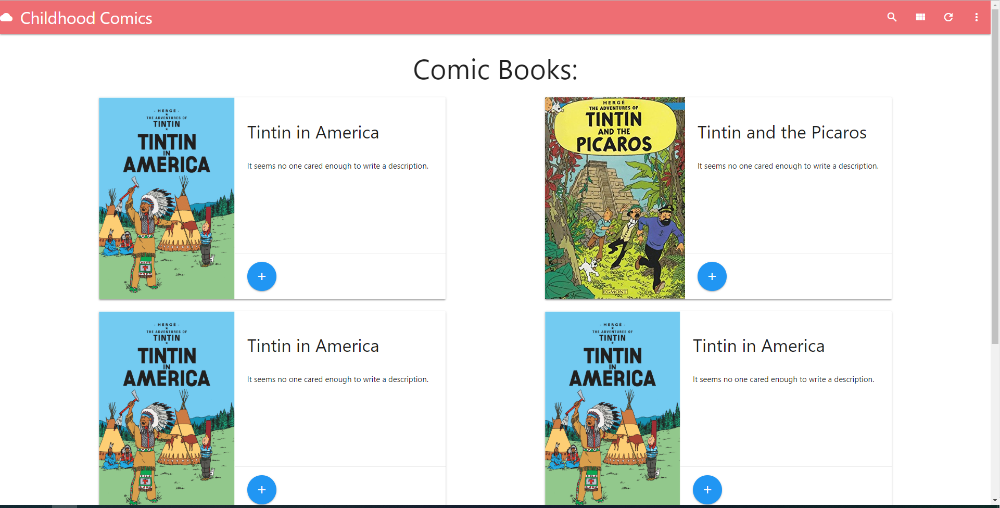 Childhood Comics
Comic Books:
- HERGÉ -
THE ADVENTURES OF
TINTIN
TINTIN
IN
AMERICA
Tintin in America
It seems no one cared enough to write a description.
+
HERGÉ
THE ADVENTURES OF
TINTIN
AND THE
PICAROS
EGMONT
Tintin and the Picaros
It seems no one cared enough to write a description.
+
- HERGÉ -
THE ADVENTURES OF
TINTIN
TINTIN
IN
AMERICA
Tintin in America
It seems no one cared enough to write a description.
+
- HERGÉ -
THE ADVENTURES OF
TINTIN
TINTIN
IN
AMERICA
Tintin in America
It seems no one cared enough to write a description.
+